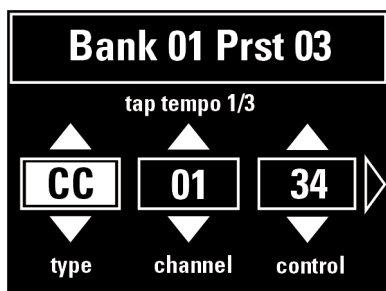 Bank 01 Prst 03
tap tempo 1/3
CC 01 34
type channel control